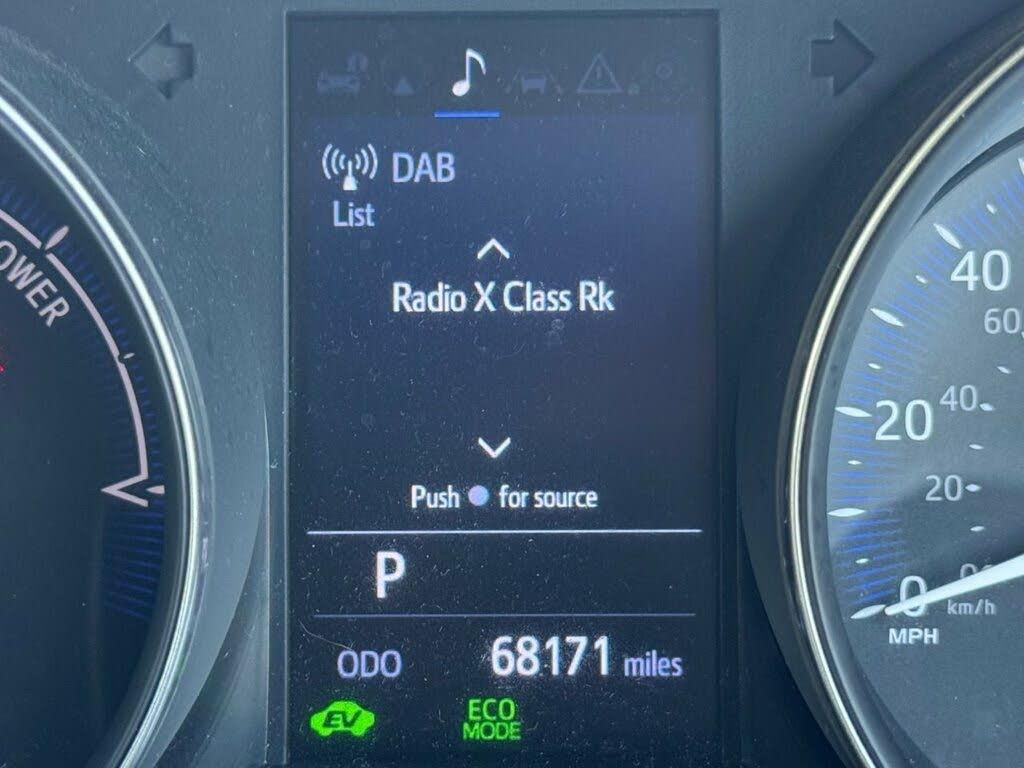 DAB
List
Radio X Class Rk
Push for source
P
ODO 68171 miles
EV ECO
MODE
40
60
20 40
20
0
km/h
MPH